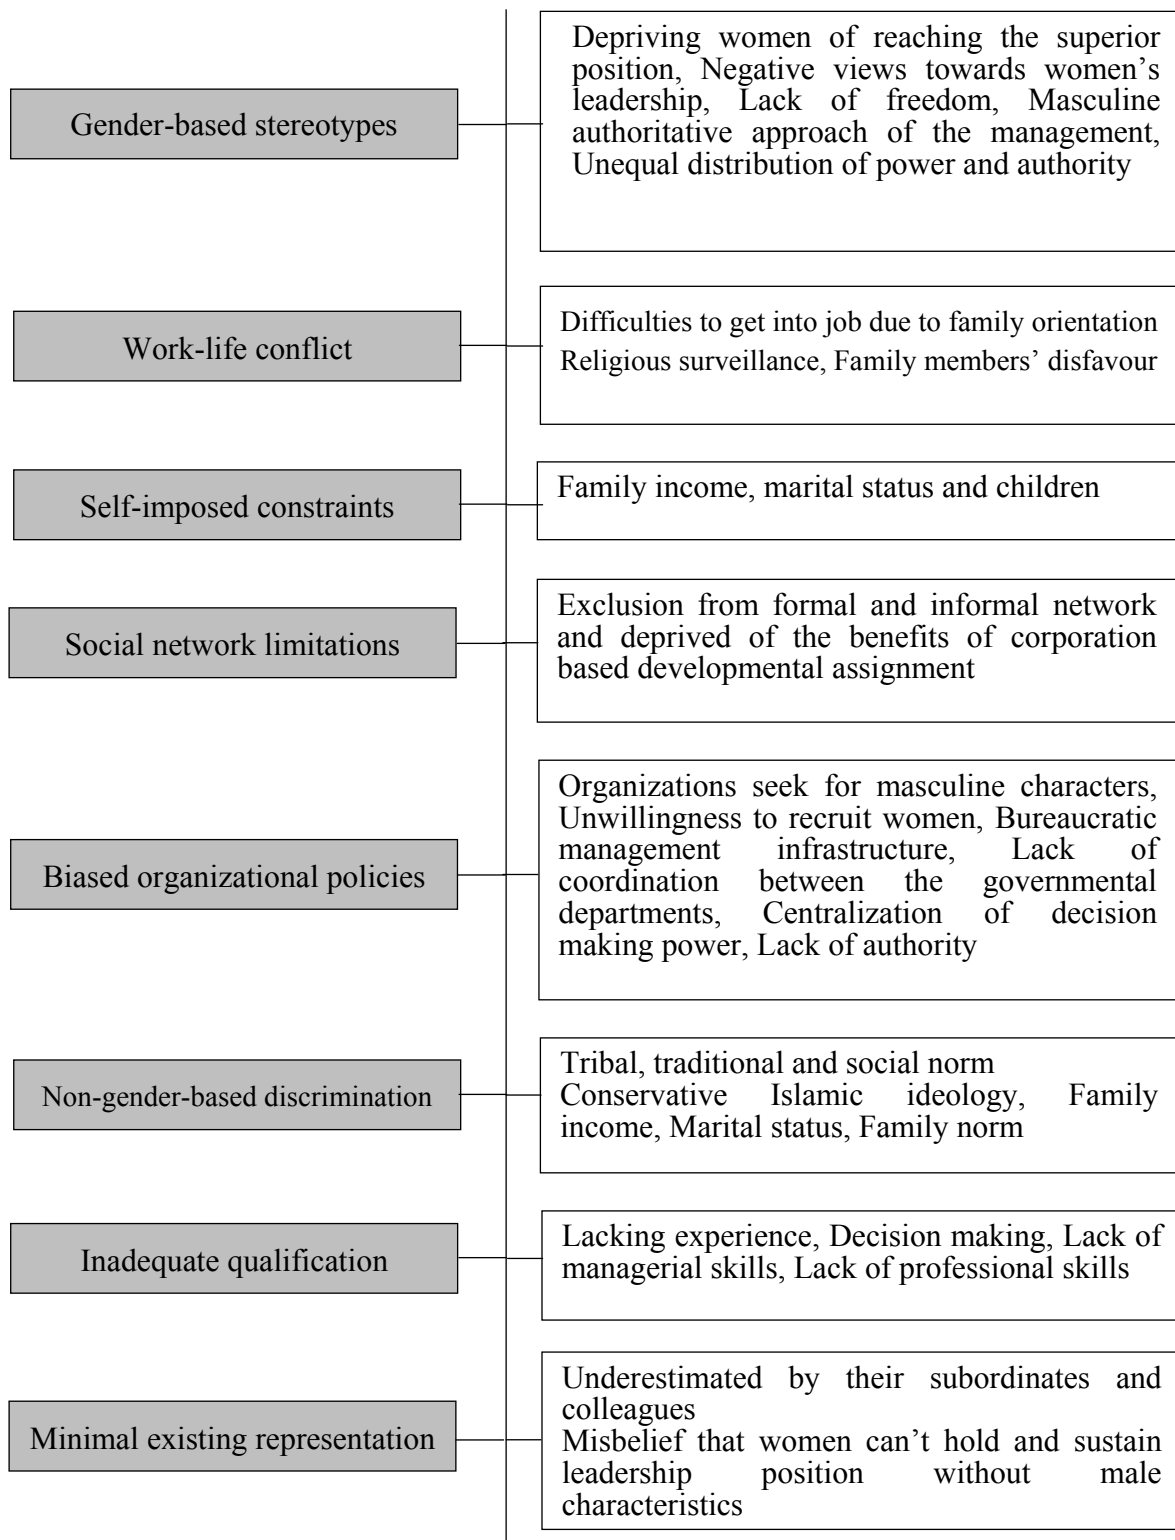 Gender-based stereotypes
Depriving women of reaching the superior
position, Negative views towards women’s
leadership, Lack of freedom, Masculine
authoritative approach of the management,
Unequal distribution of power and authority
Work-life conflict
Difficulties to get into job due to family orientation
Religious surveillance, Family members’ disfavour
Self-imposed constraints
Family income, marital status and children
Social network limitations
Exclusion from formal and informal network
and deprived of the benefits of corporation
based developmental assignment
Biased organizational policies
Organizations seek for masculine characters,
Unwillingness to recruit women, Bureaucratic
management infrastructure, Lack of
coordination between the governmental
departments, Centralization of decision
making power, Lack of authority
Non-gender-based discrimination
Tribal, traditional and social norm
Conservative Islamic ideology, Family
income, Marital status, Family norm
Inadequate qualification
Lacking experience, Decision making, Lack of
managerial skills, Lack of professional skills
Minimal existing representation
Underestimated by their subordinates and
colleagues
Misbelief that women can’t hold and sustain
leadership position without male
characteristics